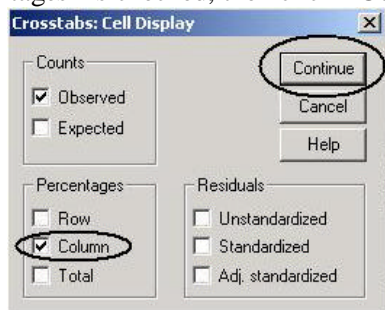 Crosstabs: Cell Display
Counts
Observed
Expected
Continue
Cancel
Help
Percentages
Row
Column
Total
Residuals
Unstandardized
Standardized
Adj. standardized